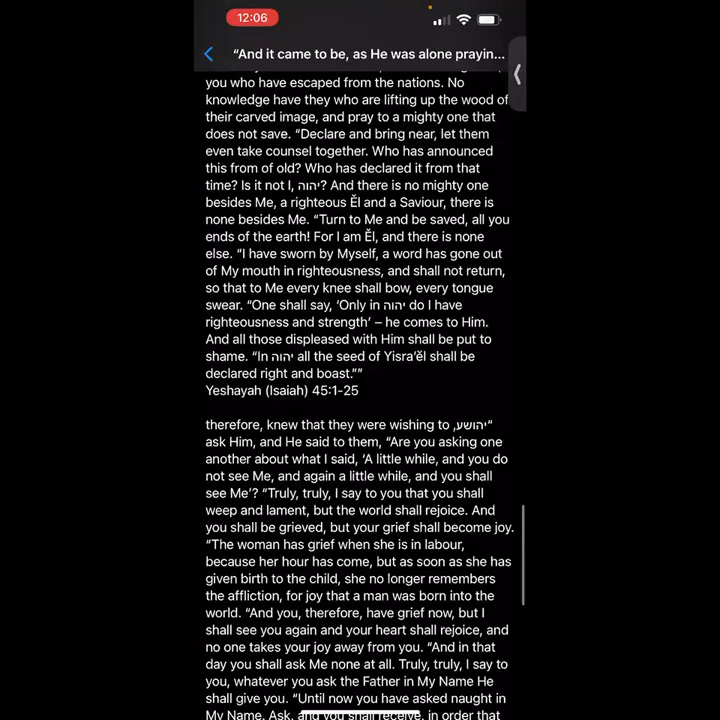 12:06
“And it came to be, as He was alone prayin...
you who have escaped from the nations. No
knowledge have they who are lifting up the wood of
their carved image, and pray to a mighty one that
does not save. “Declare and bring near, let them
even take counsel together. Who has announced
this from of old? Who has declared it from that
time? Is it not I, יהוה? And there is no mighty one
besides Me, a righteous Ĕl and a Saviour, there is
none besides Me. “Turn to Me and be saved, all you
ends of the earth! For I am Ĕl, and there is none
else. “I have sworn by Myself, a word has gone out
of My mouth in righteousness, and shall not return,
so that to Me every knee shall bow, every tongue
swear. “One shall say, ‘Only in יהוה do I have
righteousness and strength’ – he comes to Him.
And all those displeased with Him shall be put to
shame. “In יהוה all the seed of Yisra’ĕl shall be
declared right and boast.””
Yeshayah (Isaiah) 45:1-25
therefore, knew that they were wishing to ,יהושע“
ask Him, and He said to them, “Are you asking one
another about what I said, ‘A little while, and you do
not see Me, and again a little while, and you shall
see Me’? “Truly, truly, I say to you that you shall
weep and lament, but the world shall rejoice. And
you shall be grieved, but your grief shall become joy.
“The woman has grief when she is in labour,
because her hour has come, but as soon as she has
given birth to the child, she no longer remembers
the affliction, for joy that a man was born into the
world. “And you, therefore, have grief now, but I
shall see you again and your heart shall rejoice, and
no one takes your joy away from you. “And in that
day you shall ask Me none at all. Truly, truly, I say to
you, whatever you ask the Father in My Name He
shall give you. “Until now you have asked naught in
My Name. Ask, and you shall receive, in order that